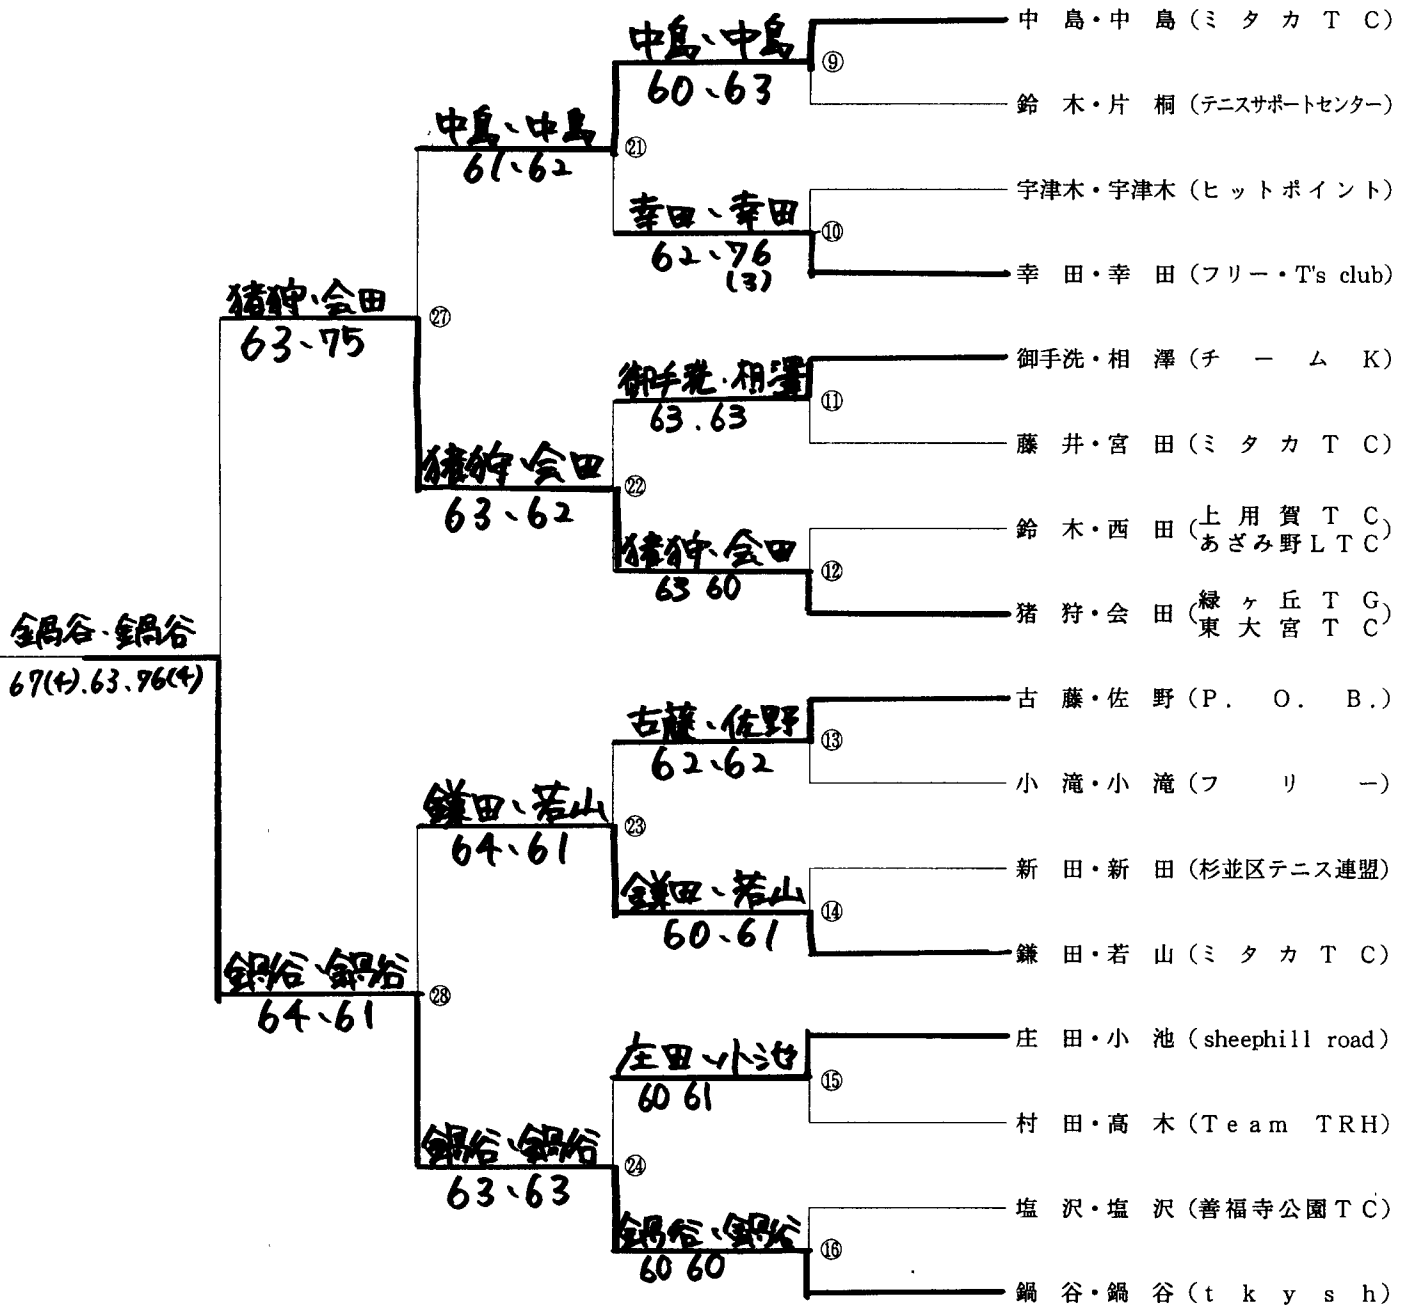 中島・中島（ミタカTC）
中島、中島
⑨
60、63
鈴木・片桐（テニスサポートセンター）
中島、中島
㉑
61、62
宇津木・宇津木（ヒットポイント）
幸田、幸田
⑩
62、76
(3)
幸田・幸田（フリー・T's club）
猪狩・会田
㉗
63、75
御手洗・相澤（チームK）
御手洗・相澤
⑪
63.63
藤井・宮田（ミタカTC）
猪狩、会田
㉒
63、62
鈴木・西田（上用賀TC
あざみ野LTC）
猪狩、会田
⑫
63 60
猪狩・会田（緑ヶ丘TG
東大宮TC）
鍋谷・鍋谷
67(4).63、76(4)
古藤・佐野（P.O.B.）
古藤、佐野
⑬
62、62
小滝・小滝（フリー）
鎌田、若山
㉓
64、61
新田・新田（杉並区テニス連盟）
鎌田、若山
⑭
60、61
鎌田・若山（ミタカTC）
鍋谷、鍋谷
㉘
64、61
庄田・小池（sheephill road）
庄田、小池
⑮
60 61
村田・高木（Team TRH）
鍋谷、鍋谷
㉔
63、63
塩沢・塩沢（善福寺公園TC）
鍋谷、鍋谷
⑯
60 60
鍋谷・鍋谷（tkysh）